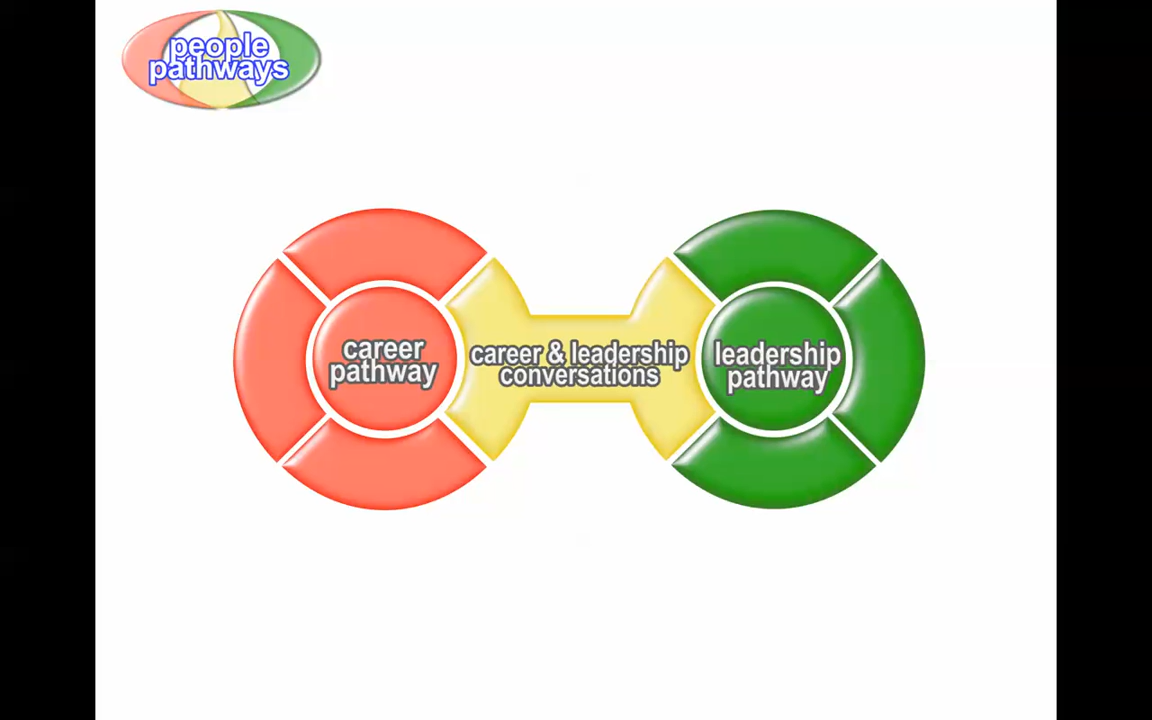 people
pathways
career
pathway
career & leadership
conversations
leadership
pathway